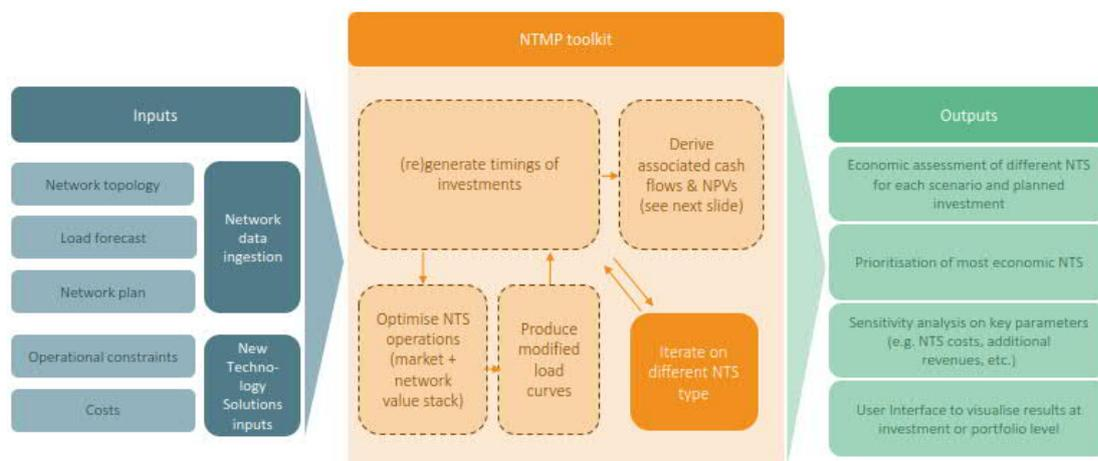 NTMP toolkit
Inputs
Network topology
Load forecast
Network plan
Network
data
ingestion
Operational constraints
Costs
New
Techno-
logy
Solutions
inputs
(re)generate timings of
investments
Derive
associated cash
flows & NPVs
(see next slide)
Optimise NTS
operations
(market +
network
value stack)
Produce
modified
load
curves
Iterate on
different NTS
type
Outputs
Economic assessment of different NTS
for each scenario and planned
investment
Prioritisation of most economic NTS
Sensitivity analysis on key parameters
(e.g. NTS costs, additional
revenues, etc.)
User Interface to visualise results at
investment or portfolio level